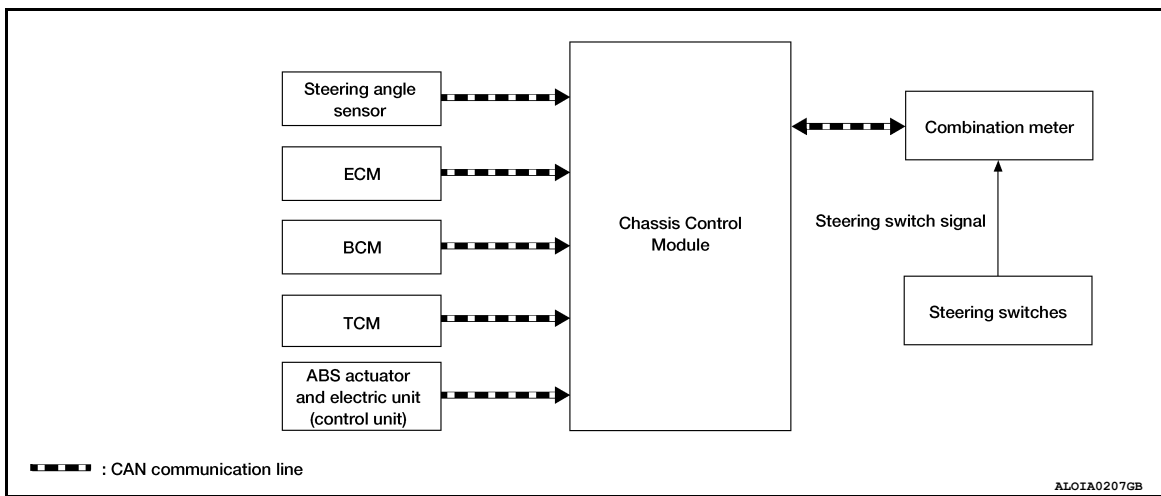 Steering angle
sensor
ECM
BCM
TCM
ABS actuator
and electric unit
(control unit)
Chassis Control
Module
Combination meter
Steering switch signal
Steering switches
: CAN communication line
ALOIA0207GB